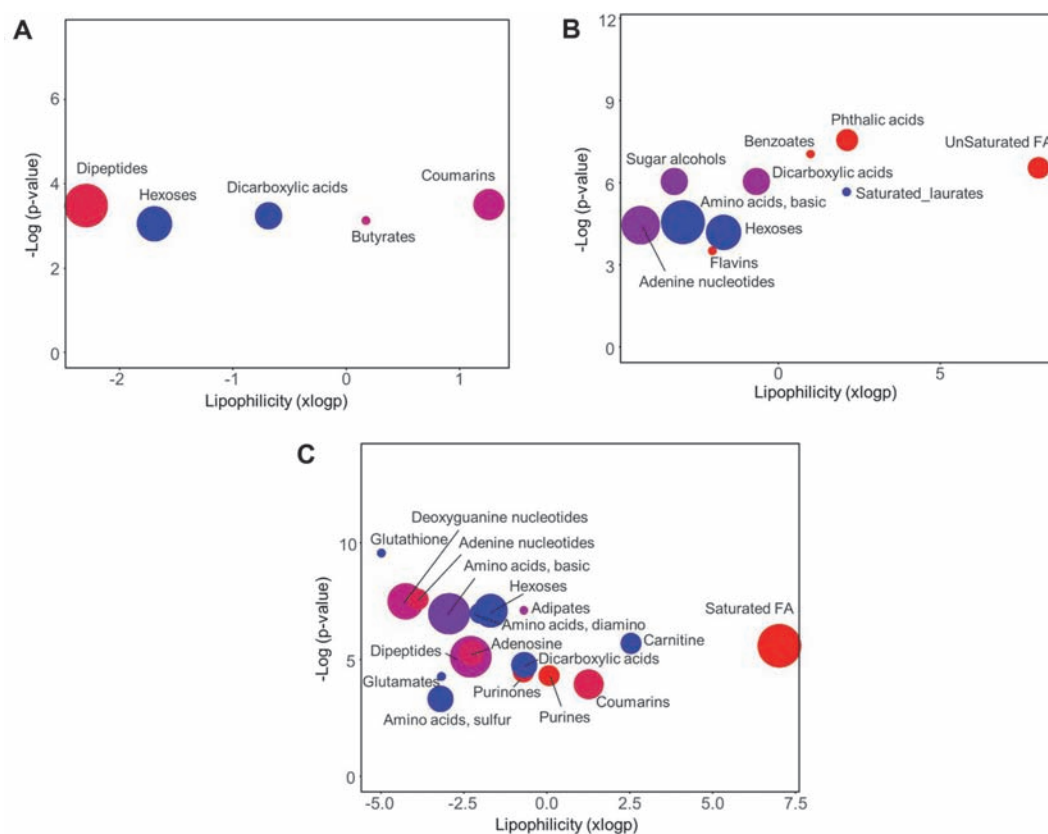 A
-Log (p-value)
6
4
2
0
Dipeptides
Hexoses
Dicarboxylic acids
Butyrates
Coumarins
-2
-1
0
1
Lipophilicity (xlogp)
B
-Log (p-value)
12
9
6
3
0
Phthalic acids
Benzoates
UnSaturated FA
Sugar alcohols
Dicarboxylic acids
Saturated_laurates
Amino acids, basic
Hexoses
Flavins
Adenine nucleotides
0
5
Lipophilicity (xlogp)
C
-Log (p-value)
10
5
0
Deoxyguanine nucleotides
Glutathione
Adenine nucleotides
Amino acids, basic
Hexoses
Adipates
Amino acids, diamino
Saturated FA
Carnitine
Adenosine
Dipeptides
Dicarboxylic acids
Glutamates
Purinones
Coumarins
Purines
Amino acids, sulfur
-5.0
-2.5
0.0
2.5
5.0
7.5
Lipophilicity (xlogp)